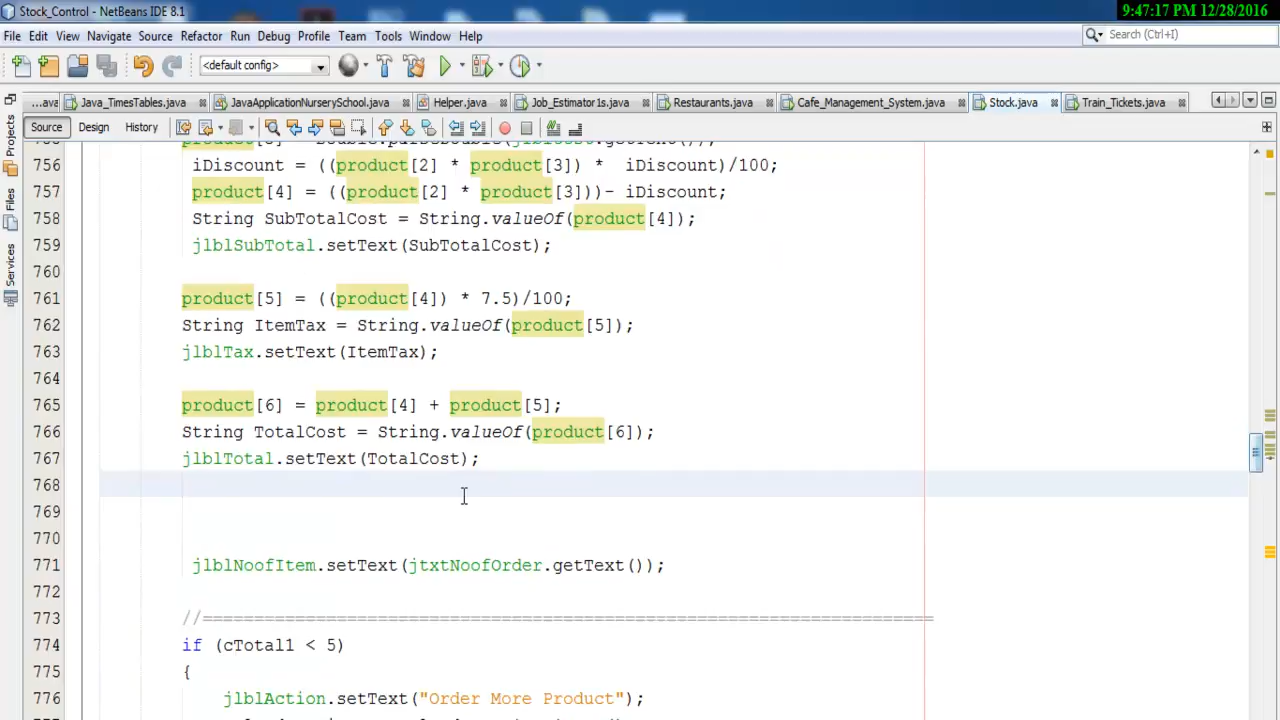 Stock_Control - NetBeans IDE 8.1
9:47:17 PM 12/28/2016
File Edit View Navigate Source Refactor Run Debug Profile Team Tools Window Help
Search (Ctrl+I)
<default config>
...ava Java_TimesTables.java JavaApplicationNurserySchool.java Helper.java Job_Estimator1s.java Restaurants.java Cafe_Management_System.java Stock.java Train_Tickets.java
Source Design History
Projects
Files
Services
756 iDiscount = ((product[2] * product[3]) * iDiscount)/100;
757 product[4] = ((product[2] * product[3]))- iDiscount;
758 String SubTotalCost = String.valueOf(product[4]);
759 jlblSubTotal.setText(SubTotalCost);
760
761 product[5] = ((product[4]) * 7.5)/100;
762 String ItemTax = String.valueOf(product[5]);
763 jlblTax.setText(ItemTax);
764
765 product[6] = product[4] + product[5];
766 String TotalCost = String.valueOf(product[6]);
767 jlblTotal.setText(TotalCost);
768
769
770
771 jlblNoofItem.setText(jtxtNoofOrder.getText());
772
773 //=======================================================================
774 if (cTotal1 < 5)
775 {
776 jlblAction.setText("Order More Product");